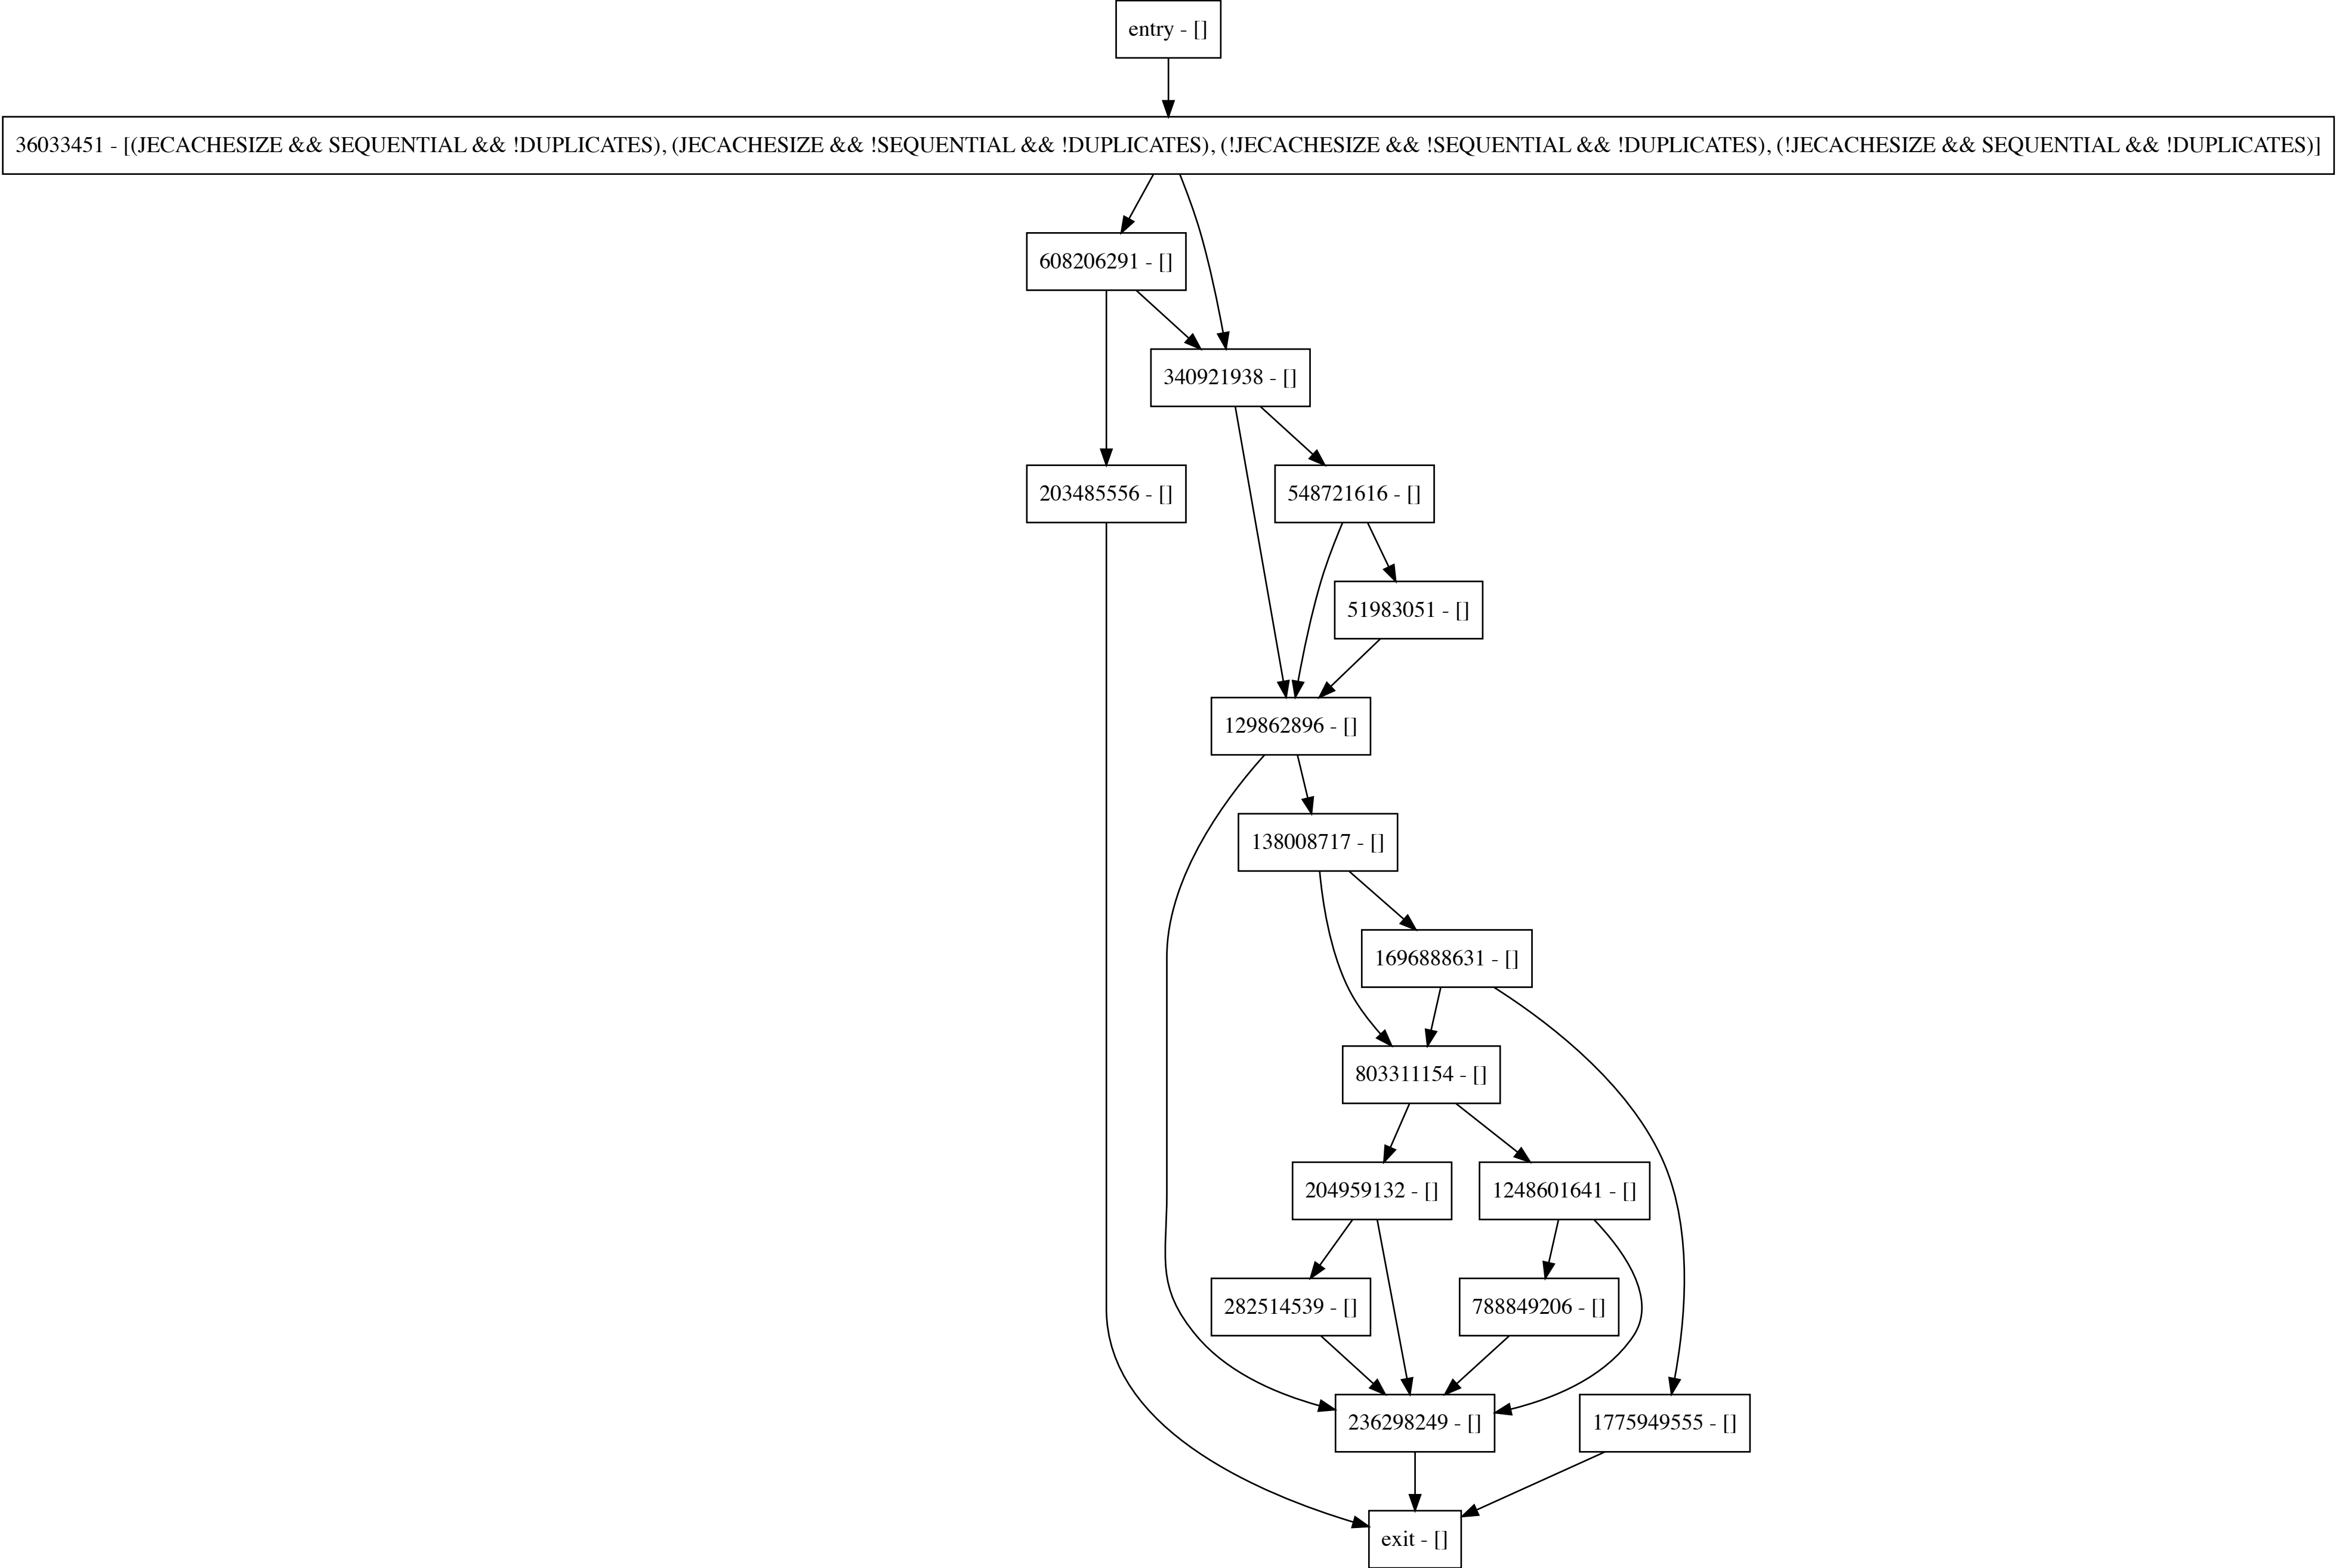 entry - []
36033451 - [(JECACHESIZE && SEQUENTIAL && !DUPLICATES), (JECACHESIZE && !SEQUENTIAL && !DUPLICATES), (!JECACHESIZE && !SEQUENTIAL && !DUPLICATES), (!JECACHESIZE && SEQUENTIAL && !DUPLICATES)]
608206291 - []
340921938 - []
203485556 - []
548721616 - []
51983051 - []
129862896 - []
138008717 - []
1696888631 - []
803311154 - []
204959132 - []
1248601641 - []
282514539 - []
788849206 - []
236298249 - []
1775949555 - []
exit - []